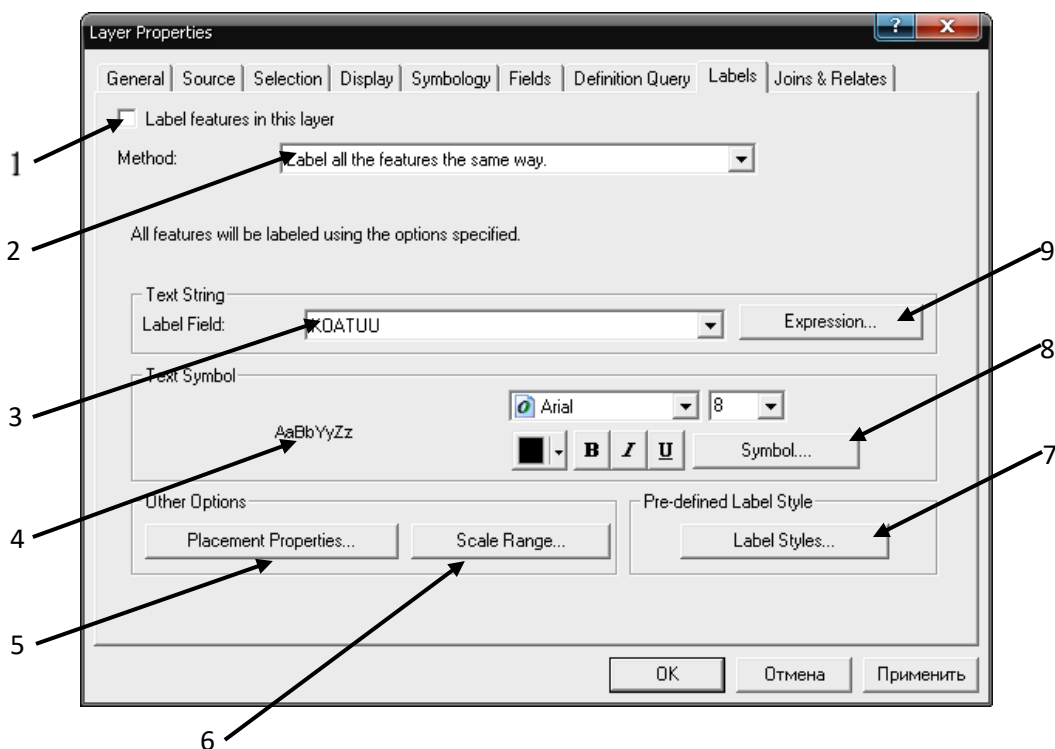 Layer Properties
?
X
General Source Selection Display Symbology Fields Definition Query Labels Joins & Relates
Label features in this layer
1
Method: Label all the features the same way.
2
All features will be labeled using the options specified.
9
Text String
Label Field: KOATUU Expression...
8
Text Symbol
3
Arial 8
AaBbYyZz
B I U Symbol....
7
Other Options Pre-defined Label Style
4
Placement Properties... Scale Range... Label Styles...
5
OK Отмена Применить
6